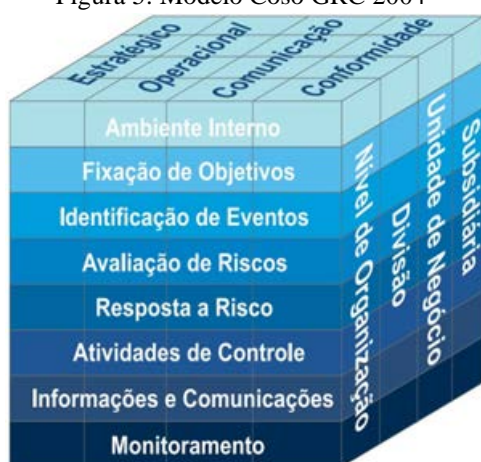 Figura 3: Modelo Coso GRC 2004
Estratégico
Operacional
Comunicação
Conformidade
Ambiente Interno
Fixação de Objetivos
Identificação de Eventos
Avaliação de Riscos
Resposta a Risco
Atividades de Controle
Informações e Comunicações
Monitoramento
Nível de Organização
Divisão
Unidade de Negócio
Subsidiária